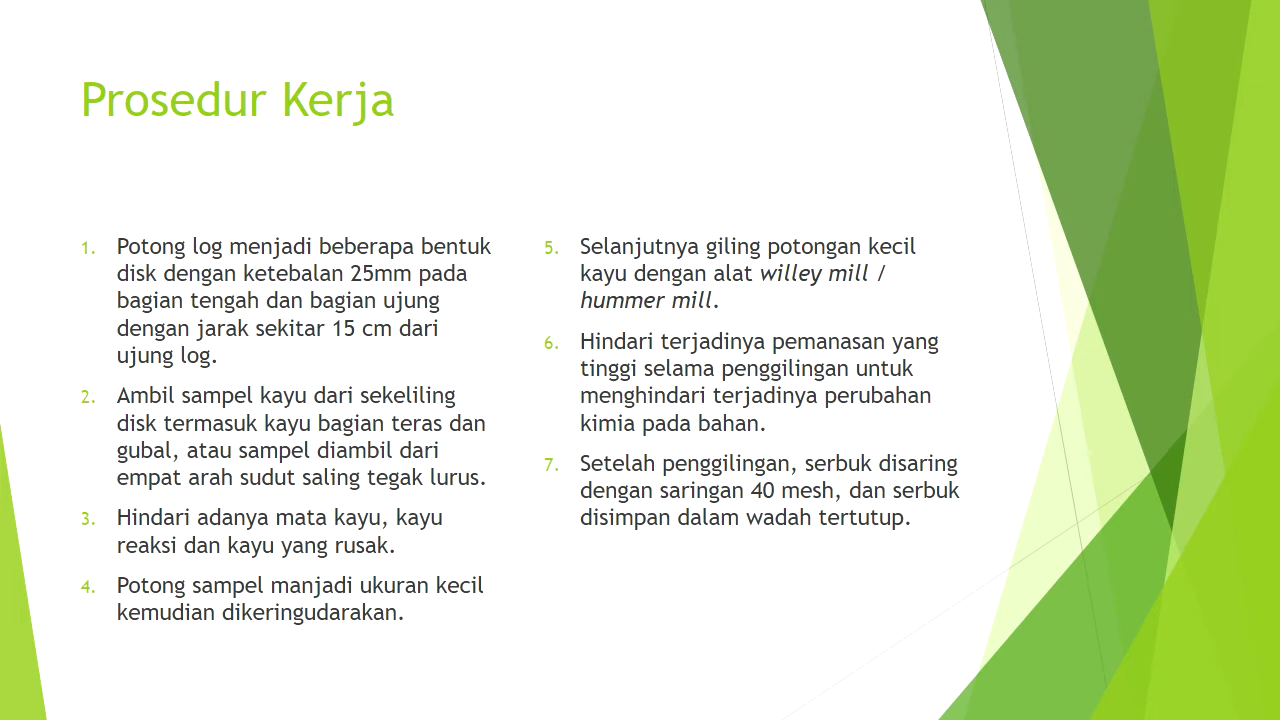 Prosedur Kerja
1. Potong log menjadi beberapa bentuk
disk dengan ketebalan 25mm pada
bagian tengah dan bagian ujung
dengan jarak sekitar 15 cm dari
ujung log.
2. Ambil sampel kayu dari sekeliling
disk termasuk kayu bagian teras dan
gubal, atau sampel diambil dari
empat arah sudut saling tegak lurus.
3. Hindari adanya mata kayu, kayu
reaksi dan kayu yang rusak.
4. Potong sampel manjadi ukuran kecil
kemudian dikeringudarakan.
5. Selanjutnya giling potongan kecil
kayu dengan alat willey mill /
hummer mill.
6. Hindari terjadinya pemanasan yang
tinggi selama penggilingan untuk
menghindari terjadinya perubahan
kimia pada bahan.
7. Setelah penggilingan, serbuk disaring
dengan saringan 40 mesh, dan serbuk
disimpan dalam wadah tertutup.